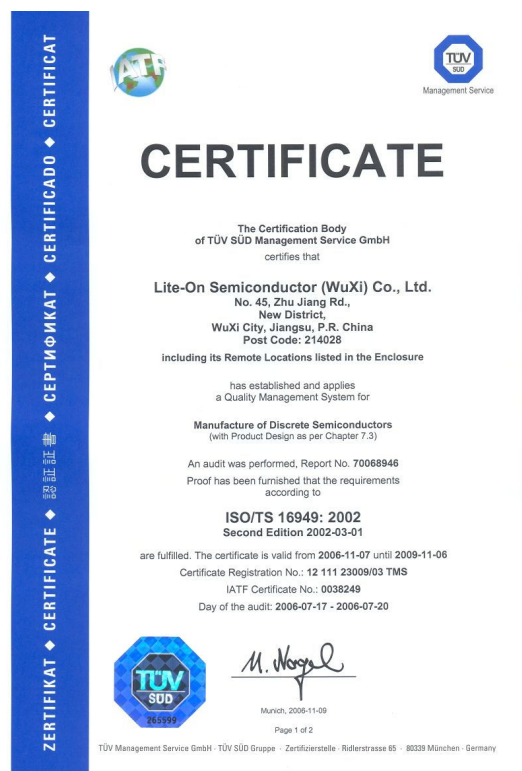 ZERTIFIKAT ◆ CERTIFICATE ◆ 認証証書 ◆ СЕРТИФИКАТ ◆ CERTIFICADO ◆ CERTIFICAT
IATF
TÜV
SÜD
Management Service
CERTIFICATE
The Certification Body
of TÜV SÜD Management Service GmbH
certifies that
Lite-On Semiconductor (WuXi) Co., Ltd.
No. 45, Zhu Jiang Rd.,
New District,
WuXi City, Jiangsu, P.R. China
Post Code: 214028
including its Remote Locations listed in the Enclosure
has established and applies
a Quality Management System for
Manufacture of Discrete Semiconductors
(with Product Design as per Chapter 7.3)
An audit was performed, Report No. 70068946
Proof has been furnished that the requirements
according to
ISO/TS 16949: 2002
Second Edition 2002-03-01
are fulfilled. The certificate is valid from 2006-11-07 until 2009-11-06
Certificate Registration No.: 12 111 23009/03 TMS
IATF Certificate No.: 0038249
Day of the audit: 2006-07-17 - 2006-07-20
TÜV
SÜD
265599
M. Nagel
Munich, 2006-11-09
Page 1 of 2
TÜV Management Service GmbH · TÜV SÜD Gruppe · Zertifizierstelle · Ridlerstrasse 65 · 80339 München · Germany